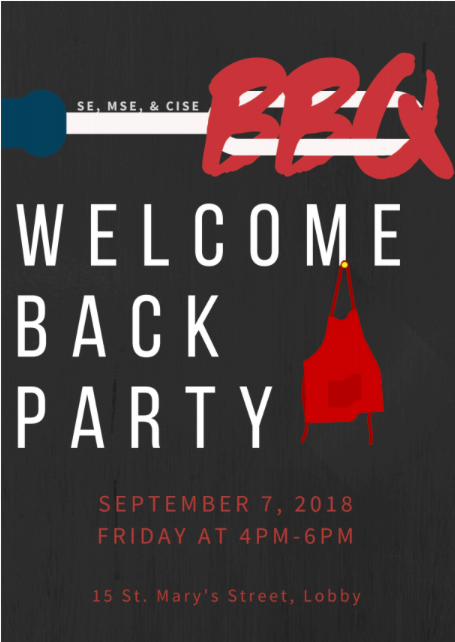 SE, MSE, & CISE
BBQ
WELCOME
BACK
PARTY
SEPTEMBER 7, 2018
FRIDAY AT 4PM-6PM
15 St. Mary's Street, Lobby